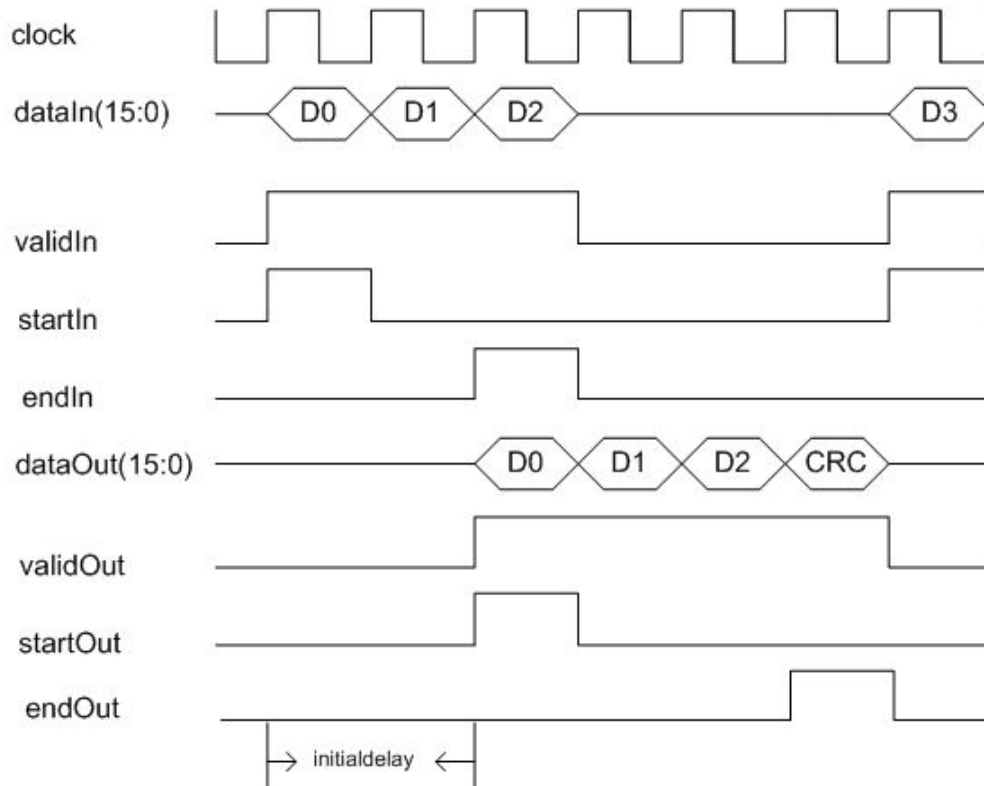 clock
dataIn(15:0) D0 D1 D2 D3
validIn
startIn
endIn
dataOut(15:0) D0 D1 D2 CRC
validOut
startOut
endOut
initialdelay